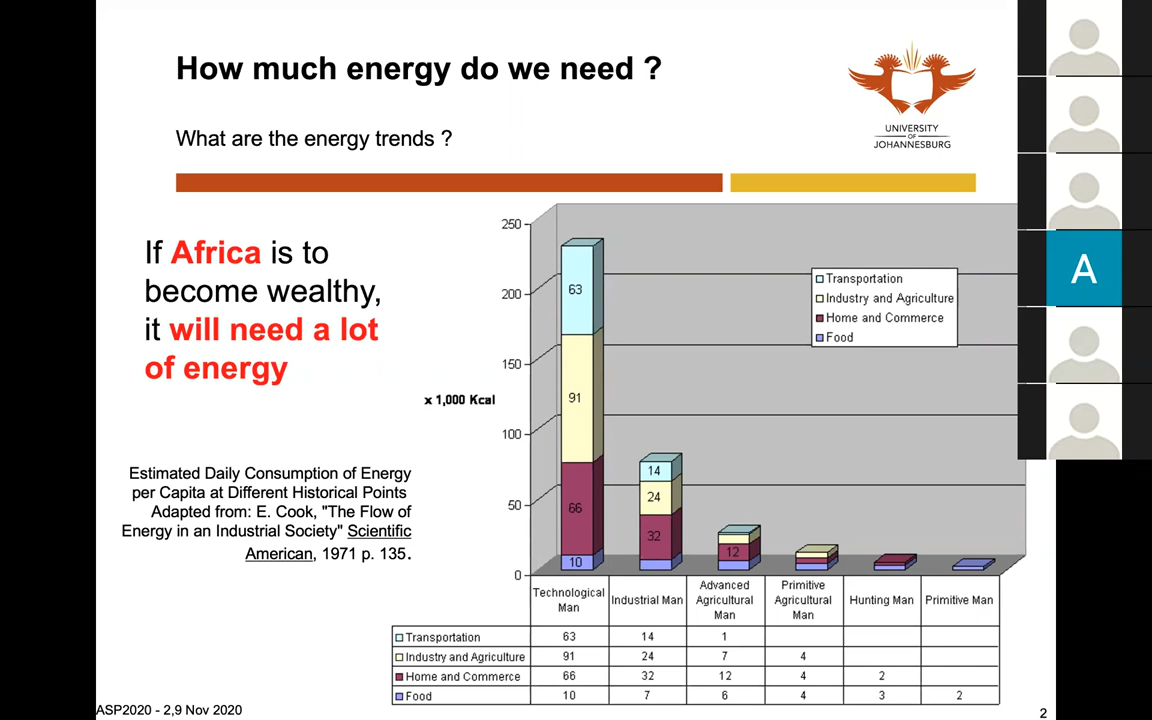 How much energy do we need ?
UNIVERSITY
OF
JOHANNESBURG
What are the energy trends ?
If Africa is to
become wealthy,
it will need a lot
of energy
x 1,000 Kcal
Estimated Daily Consumption of Energy
per Capita at Different Historical Points
Adapted from: E. Cook, "The Flow of
Energy in an Industrial Society" Scientific
American, 1971 p. 135.
250
200
150
100
50
0
63
91
66
10
14
24
32
12
Transportation
Industry and Agriculture
Home and Commerce
Food
A
Technological Man Industrial Man Advanced Agricultural Man Primitive Agricultural Man Hunting Man Primitive Man
Transportation 63 14 1
Industry and Agriculture 91 24 7 4
Home and Commerce 66 32 12 4 2
Food 10 7 6 4 3 2
ASP2020 - 2,9 Nov 2020
2